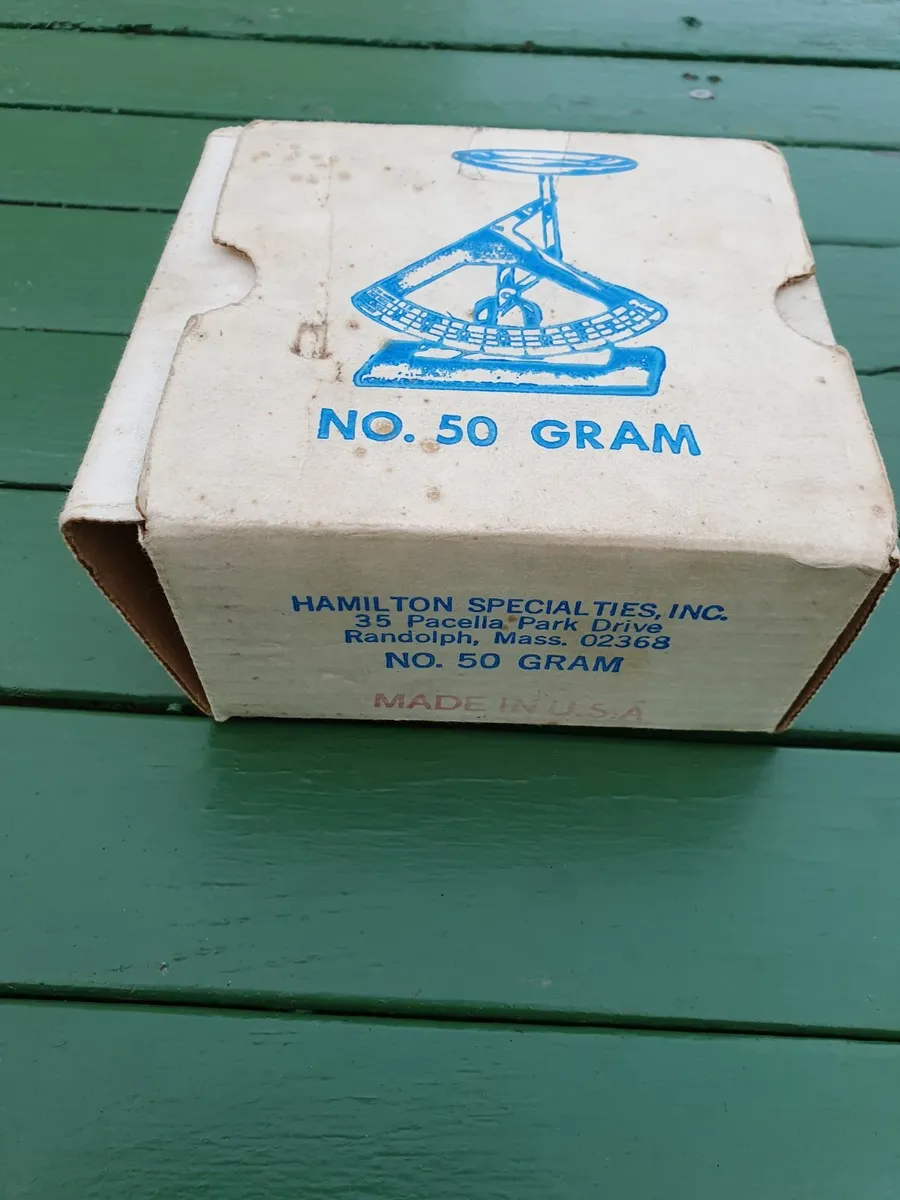 NO. 50 GRAM
HAMILTON SPECIALTIES, INC.
35 Pacella Park Drive
Randolph, Mass. 02368
NO. 50 GRAM
MADE IN U.S.A